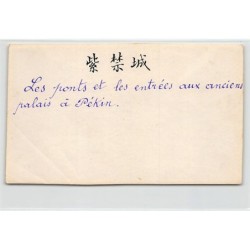 紫禁城
Les ponts et les entrées aux anciens
palais à Pékin.